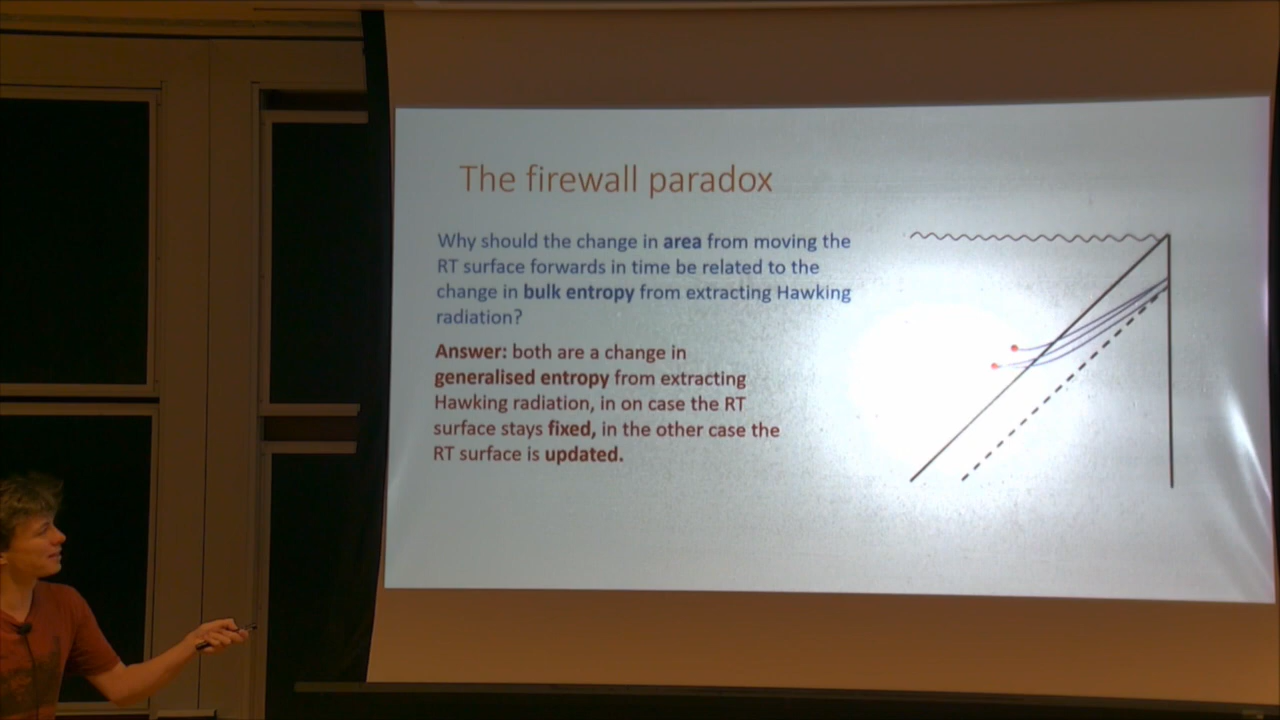 The firewall paradox
Why should the change in area from moving the
RT surface forwards in time be related to the
change in bulk entropy from extracting Hawking
radiation?
Answer: both are a change in
generalised entropy from extracting
Hawking radiation, in on case the RT
surface stays fixed, in the other case the
RT surface is updated.